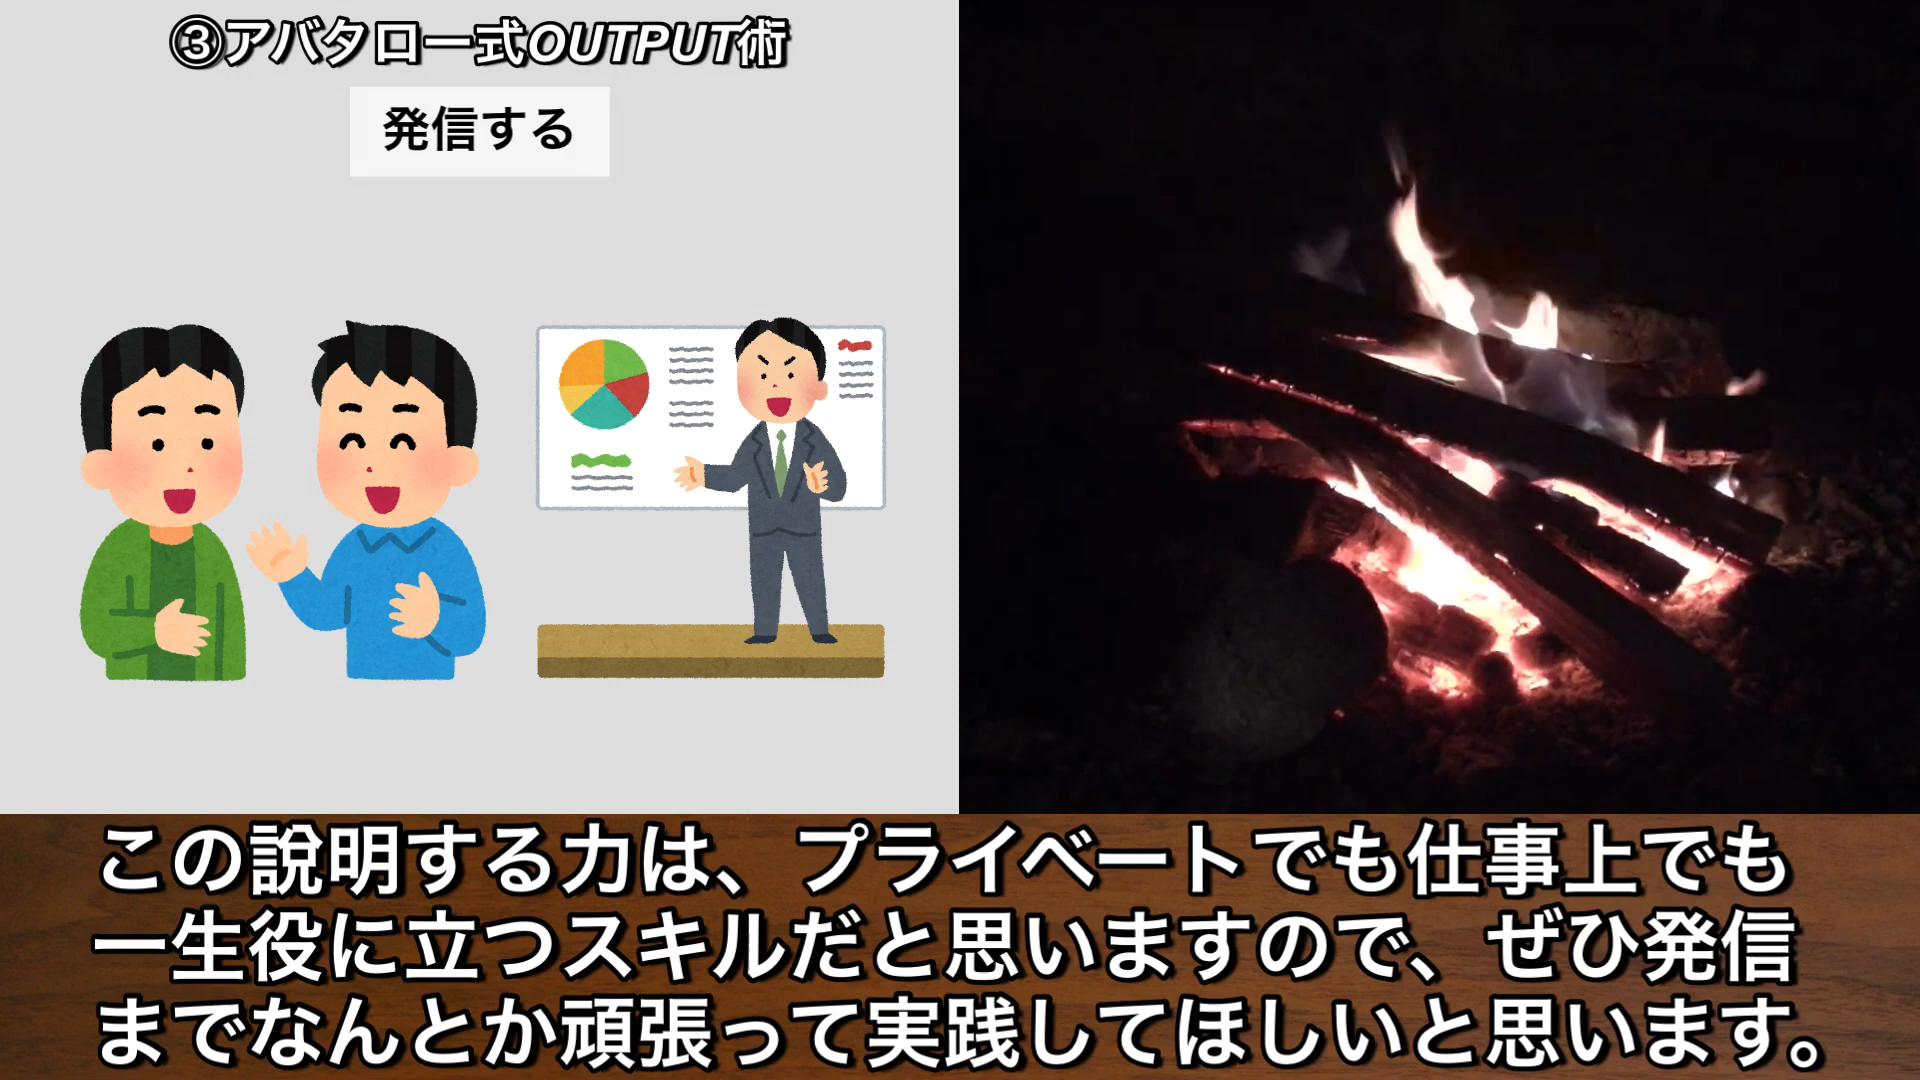 ③アバタロー式OUTPUT術
発信する
この説明する力は、プライベートでも仕事上でも
一生役に立つスキルだと思いますので、ぜひ発信
までなんとか頑張って実践してほしいと思います。